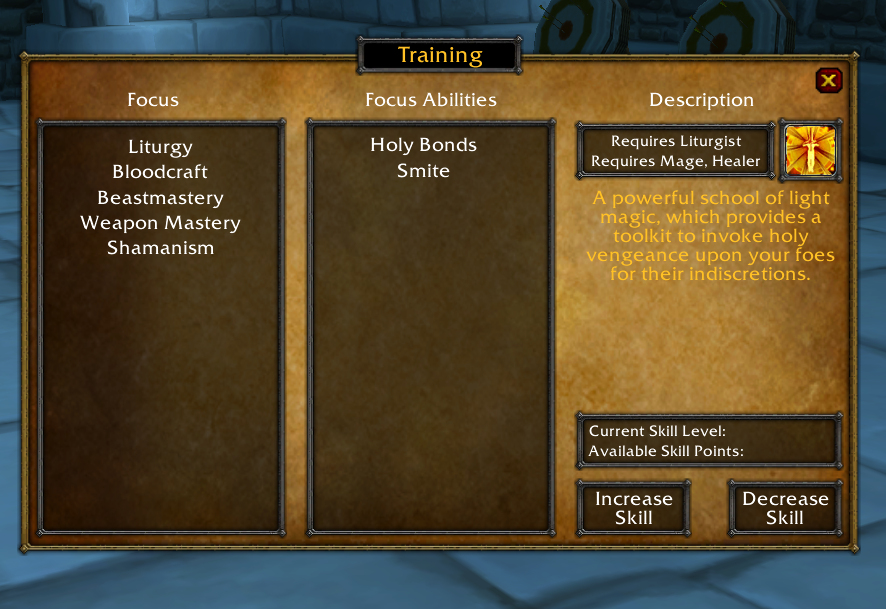 Training
Focus
Liturgy
Bloodcraft
Beastmastery
Weapon Mastery
Shamanism
Focus Abilities
Holy Bonds
Smite
Description
Requires Liturgist
Requires Mage, Healer
A powerful school of light
magic, which provides a
toolkit to invoke holy
vengeance upon your foes
for their indiscretions.
Current Skill Level:
Available Skill Points:
Increase
Skill
Decrease
Skill